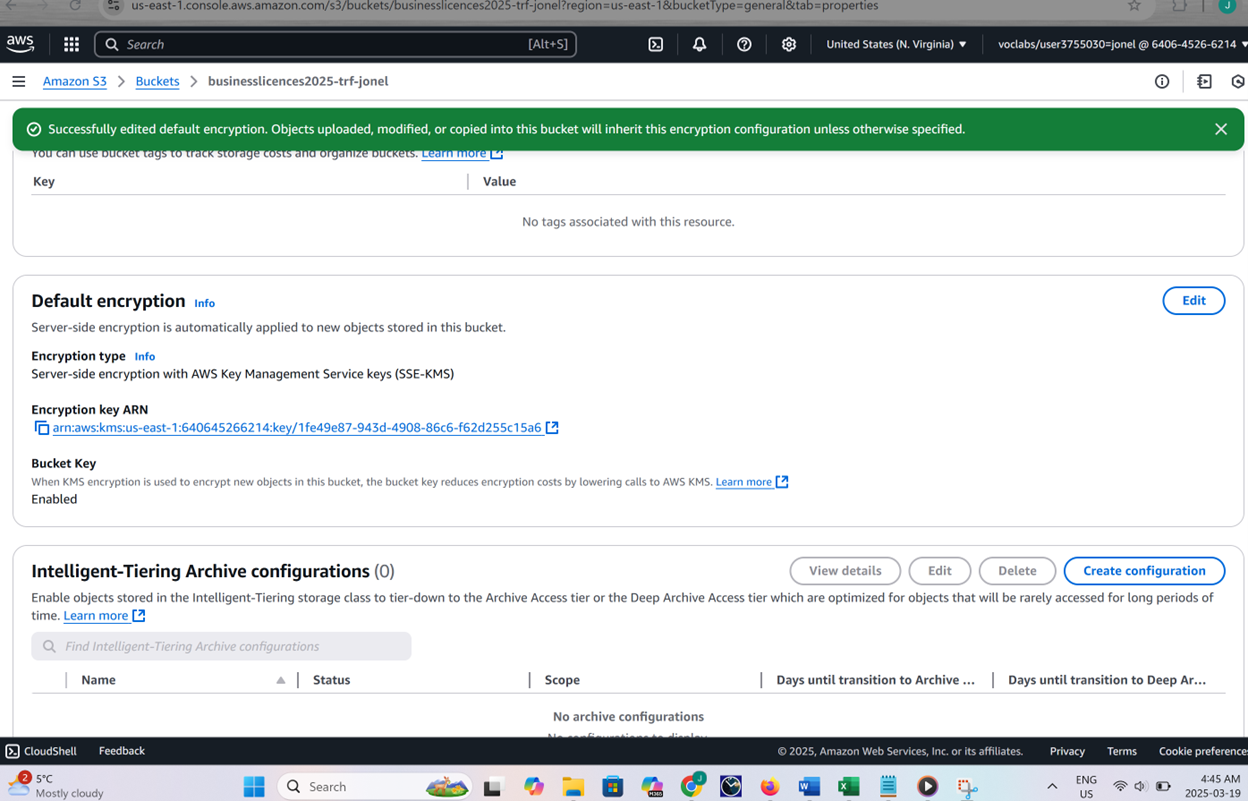 us-east-1.console.aws.amazon.com/s3/buckets/businesslicences2025-trf-jonel?region=us-east-1&bucketType=general&tab=properties
J
aws
Search
[Alt+S]
United States (N. Virginia)
voclabs/user3755030=jonel @ 6406-4526-6214
Amazon S3 > Buckets > businesslicences2025-trf-jonel
Successfully edited default encryption. Objects uploaded, modified, or copied into this bucket will inherit this encryption configuration unless otherwise specified.
You can use bucket tags to track storage costs and organize buckets. Learn more
Key
Value
No tags associated with this resource.
Default encryption Info
Edit
Server-side encryption is automatically applied to new objects stored in this bucket.
Encryption type Info
Server-side encryption with AWS Key Management Service keys (SSE-KMS)
Encryption key ARN
arn:aws:kms:us-east-1:640645266214:key/1fe49e87-943d-4908-86c6-f62d255c15a6
Bucket Key
When KMS encryption is used to encrypt new objects in this bucket, the bucket key reduces encryption costs by lowering calls to AWS KMS. Learn more
Enabled
Intelligent-Tiering Archive configurations (0)
View details
Edit
Delete
Create configuration
Enable objects stored in the Intelligent-Tiering storage class to tier-down to the Archive Access tier or the Deep Archive Access tier which are optimized for objects that will be rarely accessed for long periods of
time. Learn more
Find Intelligent-Tiering Archive configurations
Name
Status
Scope
Days until transition to Archive ...
Days until transition to Deep Ar...
No archive configurations
No configurations to display
CloudShell
Feedback
© 2025, Amazon Web Services, Inc. or its affiliates.
Privacy
Terms
Cookie preferences
2
5°C
Mostly cloudy
Search
M365
J
ENG
US
4:45 AM
2025-03-19